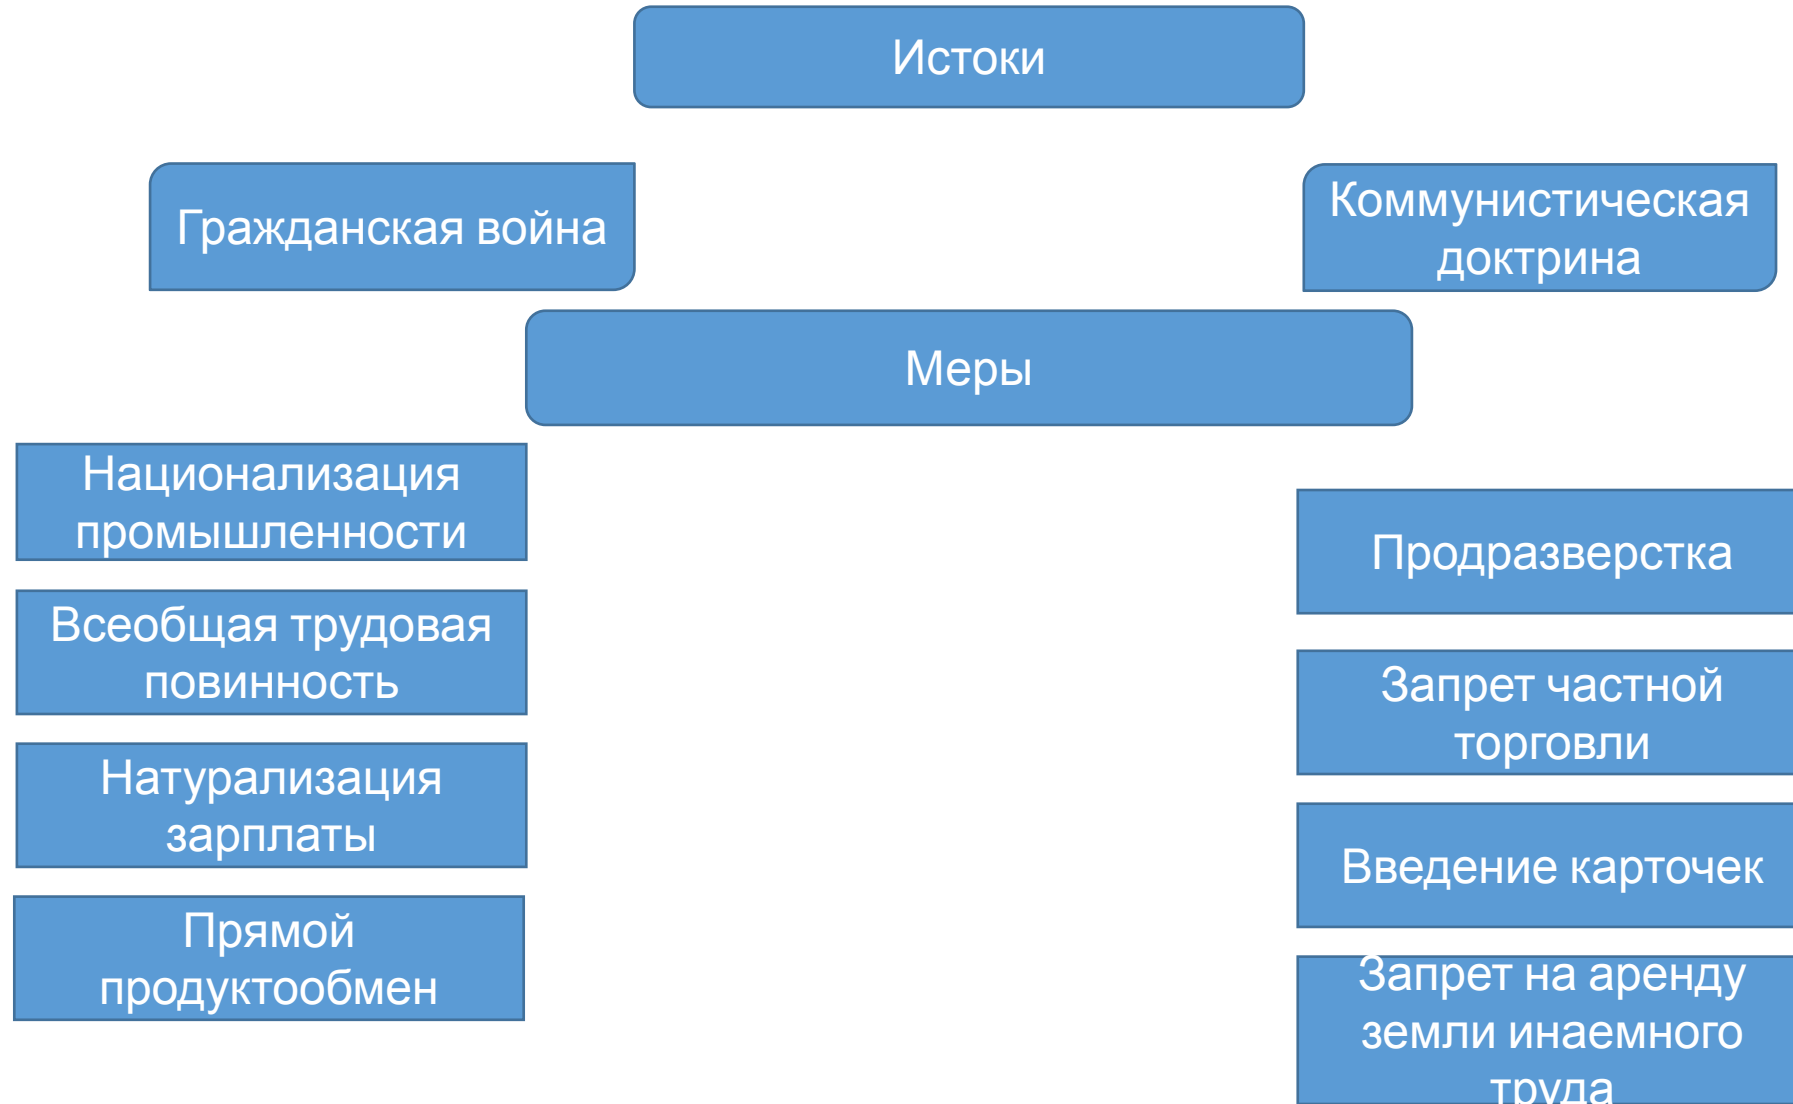 Истоки
Гражданская война
Коммунистическая
доктрина
Меры
Национализация
промышленности
Всеобщая трудовая
повинность
Натурализация
зарплаты
Прямой
продуктообмен
Продразверстка
Запрет частной
торговли
Введение карточек
Запрет на аренду
земли инаемного
труда